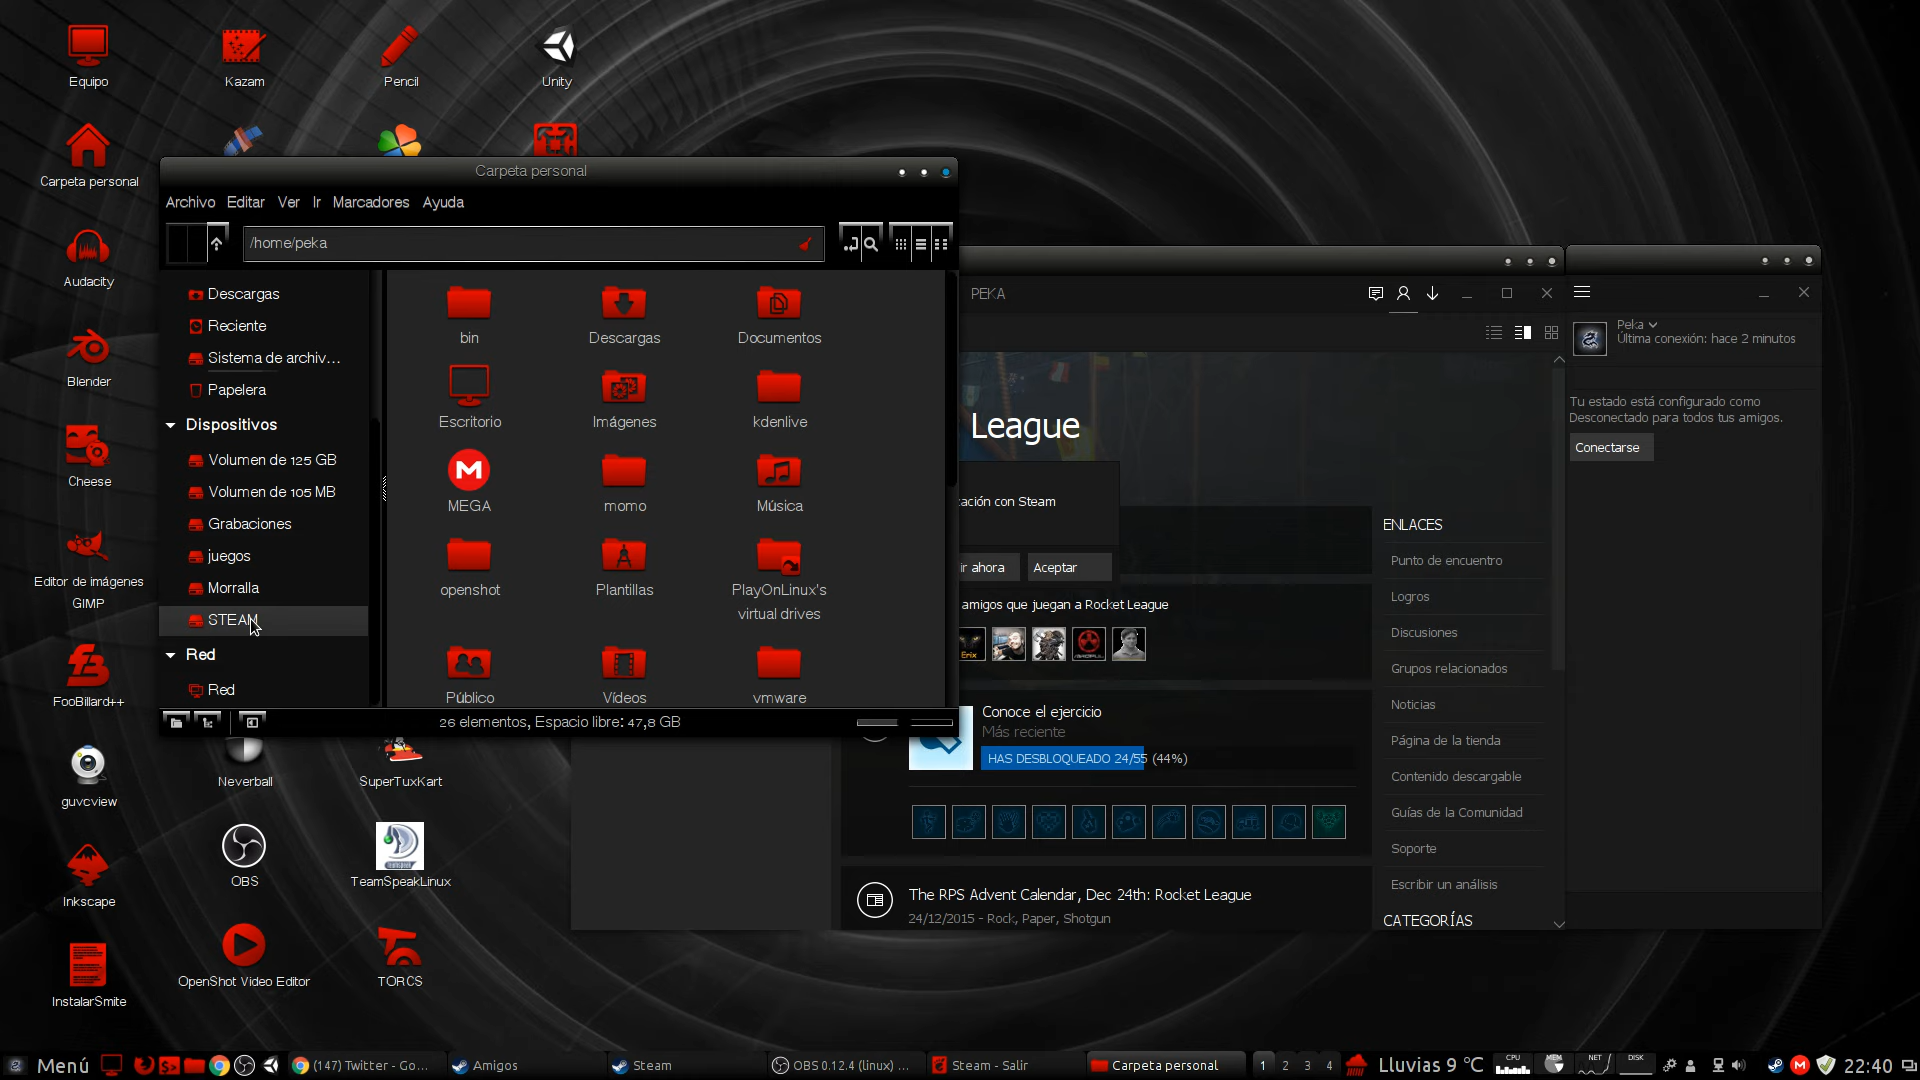 Equipo
Kazam
Pencil
Unity
Carpeta personal
Audacity
Blender
Cheese
Editor de imágenes
GIMP
FooBillard++
guvcview
Inkscape
InstalarSmite
Neverball
SuperTuxKart
OBS
TeamSpeakLinux
OpenShot Video Editor
TORCS
Carpeta personal
Archivo Editar Ver Ir Marcadores Ayuda
/home/peka
Descargas
Reciente
Sistema de archiv...
Papelera
Dispositivos
Volumen de 125 GB
Volumen de 105 MB
Grabaciones
juegos
Morralla
STEAM
Red
Red
bin
Descargas
Documentos
Escritorio
Imágenes
kdenlive
MEGA
momo
Música
openshot
Plantillas
PlayOnLinux's
virtual drives
Público
Vídeos
vmware
26 elementos, Espacio libre: 47,8 GB
PEKA
League
zación con Steam
ir ahora
Aceptar
amigos que juegan a Rocket League
Erix
Conoce el ejercicio
Más reciente
HAS DESBLOQUEADO 24/55 (44%)
The RPS Advent Calendar, Dec 24th: Rocket League
24/12/2015 - Rock, Paper, Shotgun
ENLACES
Punto de encuentro
Logros
Discusiones
Grupos relacionados
Noticias
Página de la tienda
Contenido descargable
Guías de la Comunidad
Soporte
Escribir un análisis
CATEGORÍAS
Peka
Última conexión: hace 2 minutos
Tu estado está configurado como
Desconectado para todos tus amigos.
Conectarse
Menú
(147) Twitter - Go...
Amigos
Steam
OBS 0.12.4 (linux) ...
Steam - Salir
Carpeta personal
1 2 3 4
Lluvias 9 °C
CPU
MEM
NET
DISK
22:40